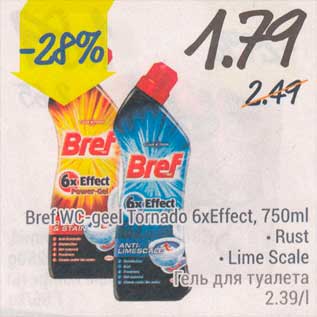 -28%
1.79
2.49
Bref
6x Effect
Power-Gel
& STAIN
Bref
6x Effect
ANTI-
LIMESCALE
Bref WC-geel Tornado 6xEffect, 750ml
• Rust
• Lime Scale
Гель для туалета
2.39/l